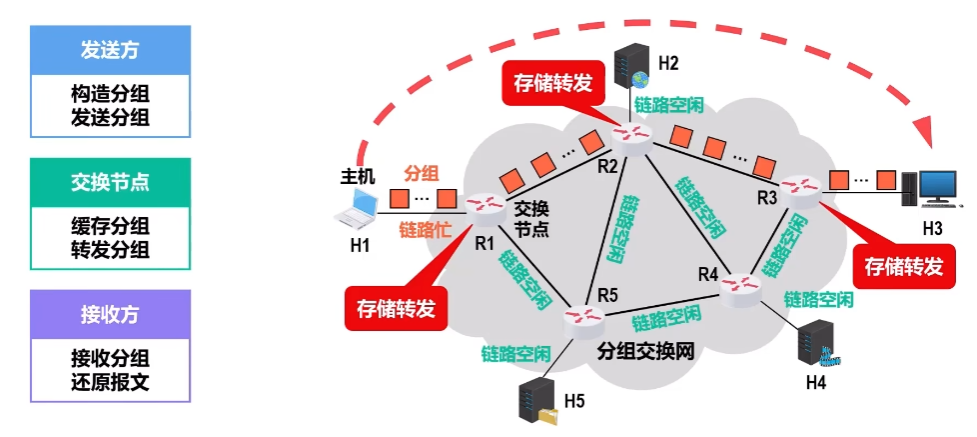 发送方
构造分组
发送分组
交换节点
缓存分组
转发分组
接收方
接收分组
还原报文
H2
存储转发
链路空闲
R2
主机
分组
...
链路忙
H1
R1
交换
节点
...
...
R3
...
H3
存储转发
存储转发
链路空闲
链路空闲
链路空闲
链路空闲
R4
R5
链路空闲
链路空闲
分组交换网
链路空闲
H5
H4